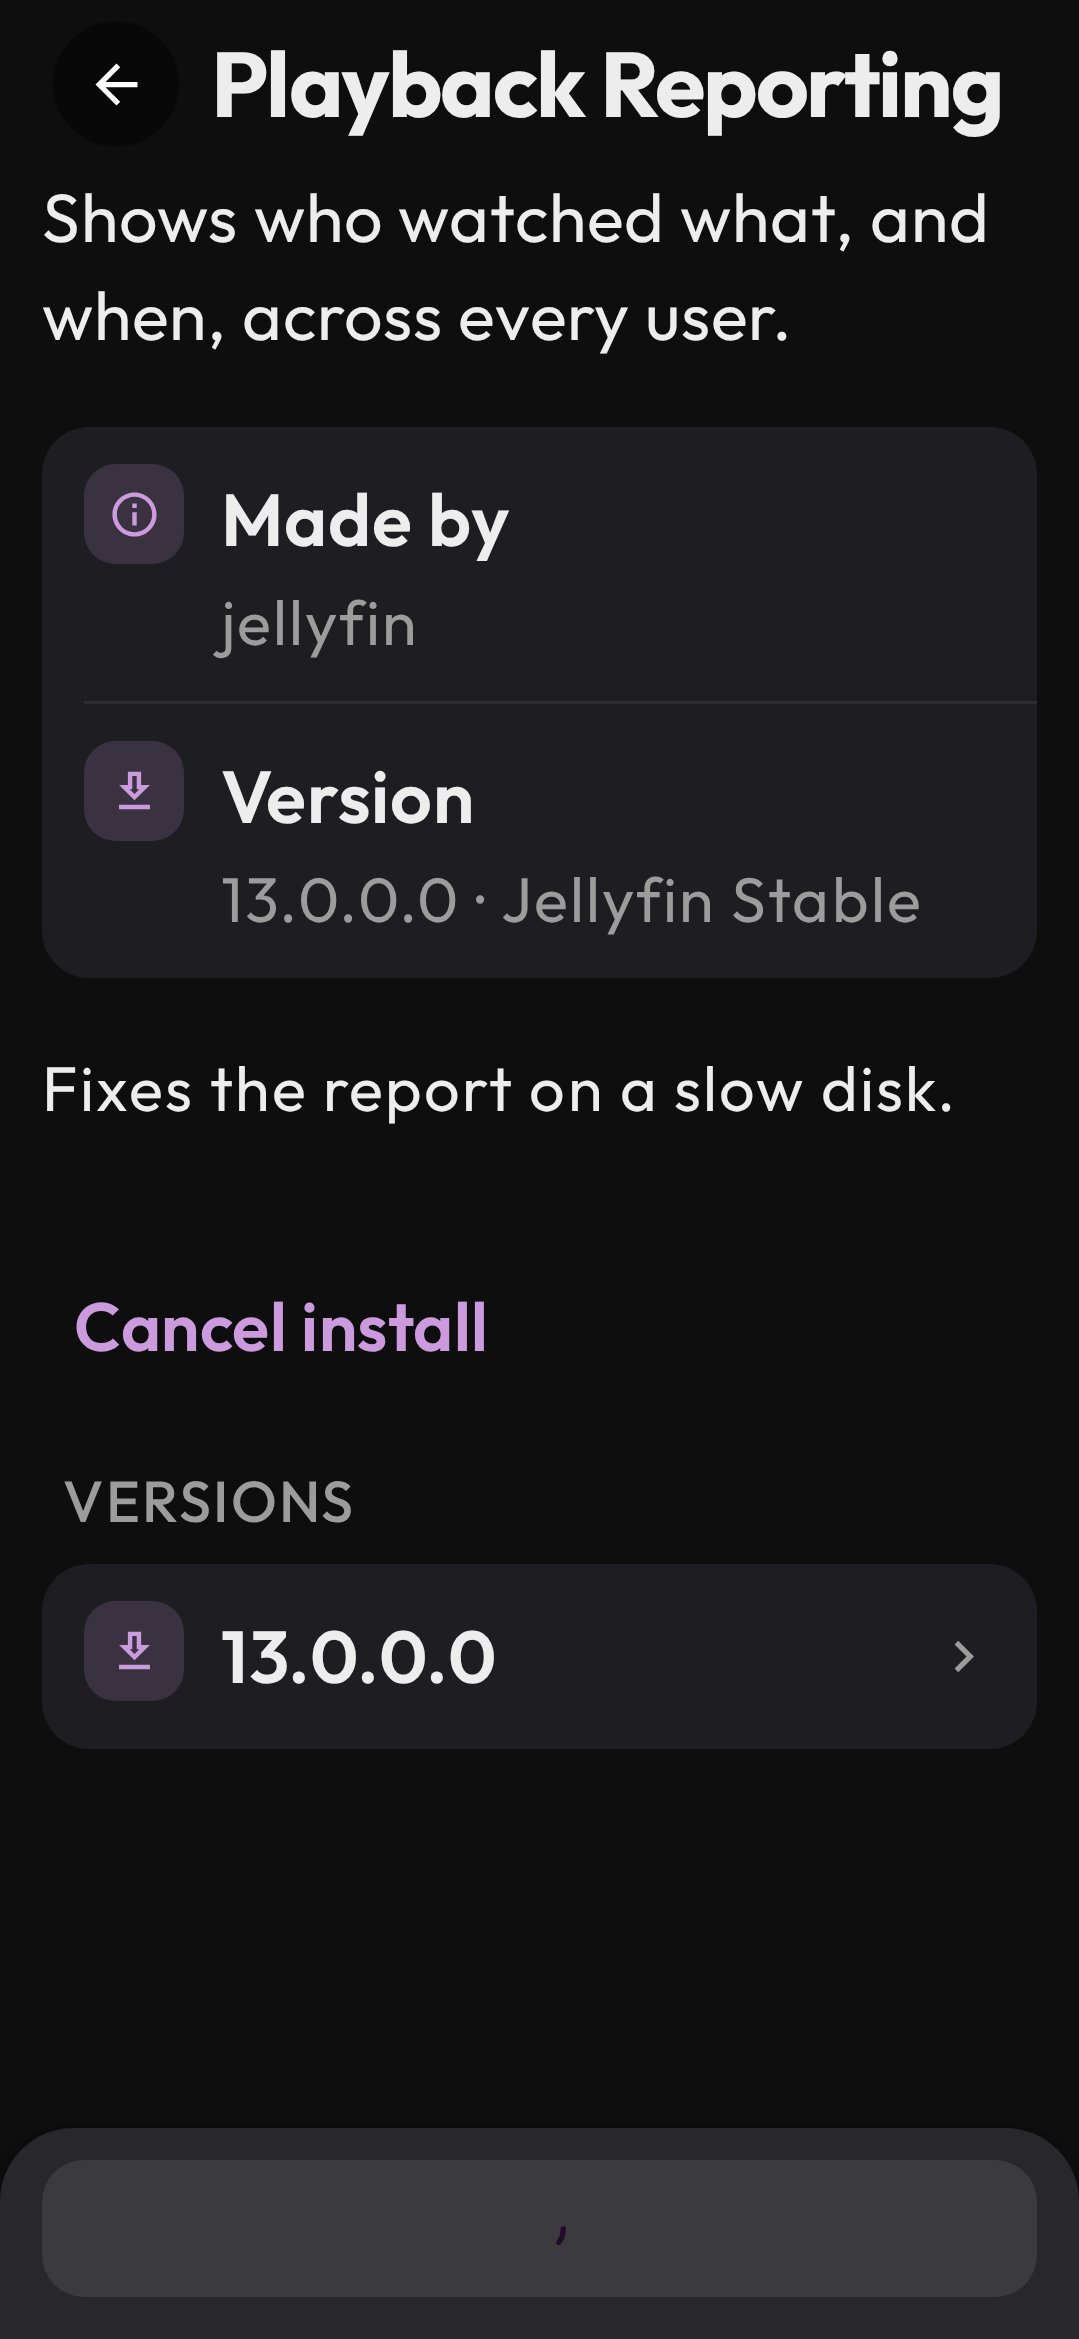 Playback Reporting
Shows who watched what, and
when, across every user.
Made by
jellyfin
Version
13.0.0.0 · Jellyfin Stable
Fixes the report on a slow disk.
Cancel install
VERSIONS
13.0.0.0